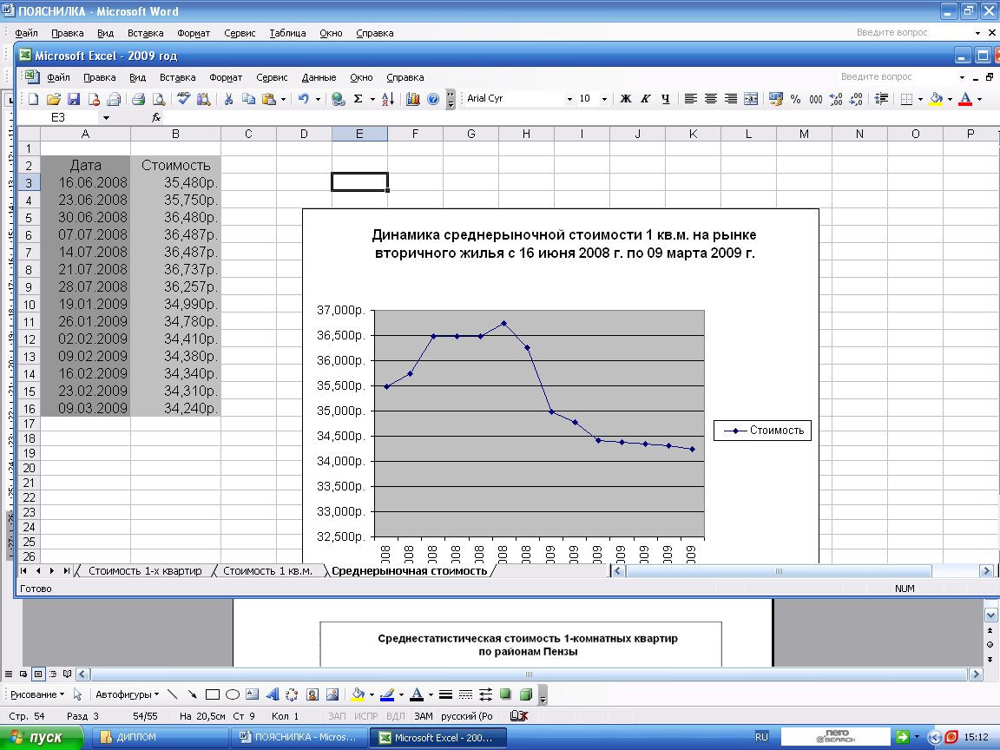 ПОЯСНИЛКА - Microsoft Word
Файл Правка Вид Вставка Формат Сервис Таблица Окно Справка Введите вопрос
Microsoft Excel - 2009 год
Файл Правка Вид Вставка Формат Сервис Данные Окно Справка Введите вопрос
Arial Cyr 10 Ж К Ч % 000
E3 fx
A B C D E F G H I J K L M N O P
1
2 Дата Стоимость
3 16.06.2008 35,480р.
4 23.06.2008 35,750р.
5 30.06.2008 36,480р.
6 07.07.2008 36,487р.
7 14.07.2008 36,487р.
8 21.07.2008 36,737р.
9 28.07.2008 36,257р.
10 19.01.2009 34,990р.
11 26.01.2009 34,780р.
12 02.02.2009 34,410р.
13 09.02.2009 34,380р.
14 16.02.2009 34,340р.
15 23.02.2009 34,310р.
16 09.03.2009 34,240р.
17
18
19
20
21
22
23
24
25
26
Динамика среднерыночной стоимости 1 кв.м. на рынке
вторичного жилья с 16 июня 2008 г. по 09 марта 2009 г.
37,000р.
36,500р.
36,000р.
35,500р.
35,000р.
34,500р.
34,000р.
33,500р.
33,000р.
32,500р.
Стоимость
008 008 008 008 008 008 008 009 009 009 009 009 009 009
Стоимость 1-х квартир Стоимость 1 кв.м. Среднерыночная стоимость
Готово NUM
Среднестатистическая стоимость 1-комнатных квартир
по районам Пензы
Рисование Автофигуры
Стр. 54 Разд 3 54/55 На 20,5см Ст 9 Кол 1 ЗАП ИСПР ВДЛ ЗАМ русский (Ро
пуск ДИПЛОМ ПОЯСНИЛКА - Micros... Microsoft Excel - 200... RU nero SEARCH 15:12